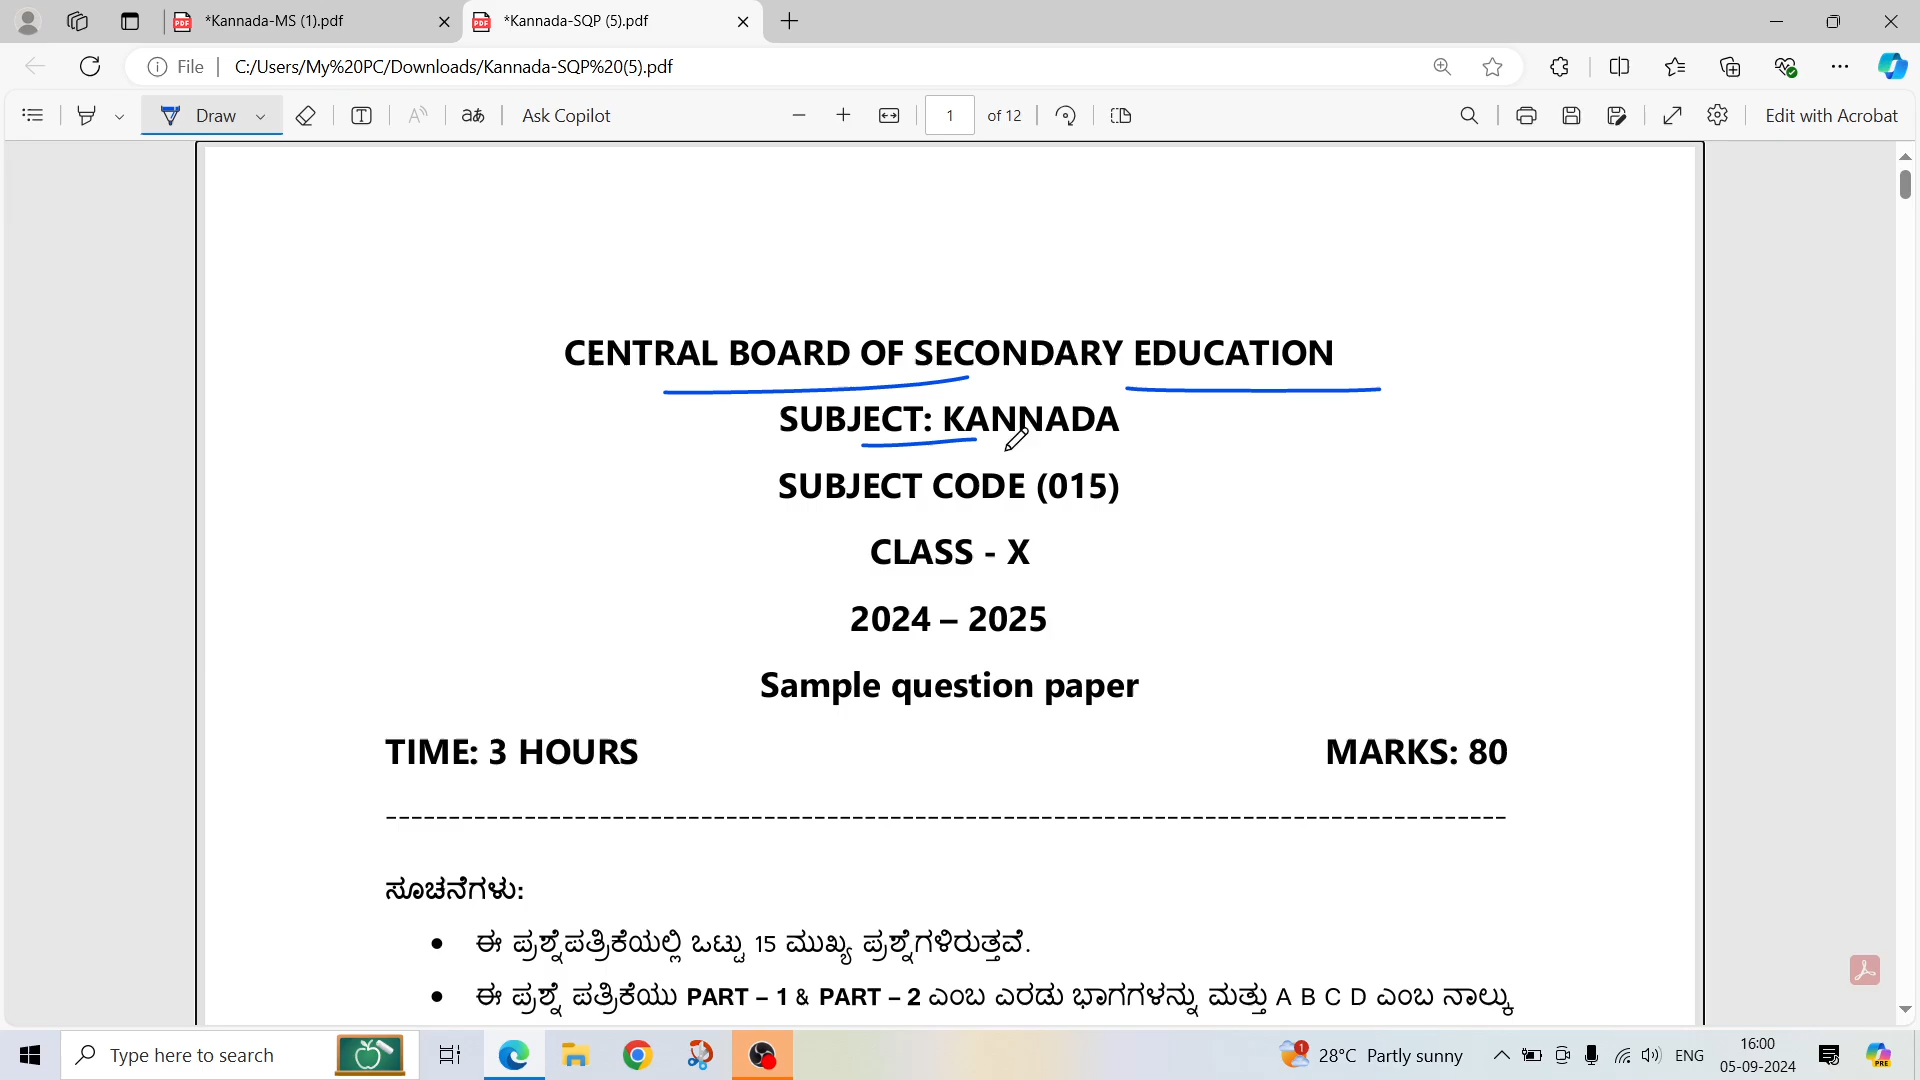 *Kannada-MS (1).pdf
*Kannada-SQP (5).pdf
File
C:/Users/My%20PC/Downloads/Kannada-SQP%20(5).pdf
Draw
aあ
Ask Copilot
1 of 12
Edit with Acrobat
CENTRAL BOARD OF SECONDARY EDUCATION
SUBJECT: KANNADA
SUBJECT CODE (015)
CLASS - X
2024 – 2025
Sample question paper
TIME: 3 HOURS MARKS: 80
ಸೂಚನೆಗಳು:
• ಈ ಪ್ರಶ್ನೆಪತ್ರಿಕೆಯಲ್ಲಿ ಒಟ್ಟು 15 ಮುಖ್ಯ ಪ್ರಶ್ನೆಗಳಿರುತ್ತವೆ.
• ಈ ಪ್ರಶ್ನೆ ಪತ್ರಿಕೆಯು PART – 1 & PART – 2 ಎಂಬ ಎರಡು ಭಾಗಗಳನ್ನು ಮತ್ತು A B C D ಎಂಬ ನಾಲ್ಕು
Type here to search
28°C Partly sunny
ENG
16:00
05-09-2024